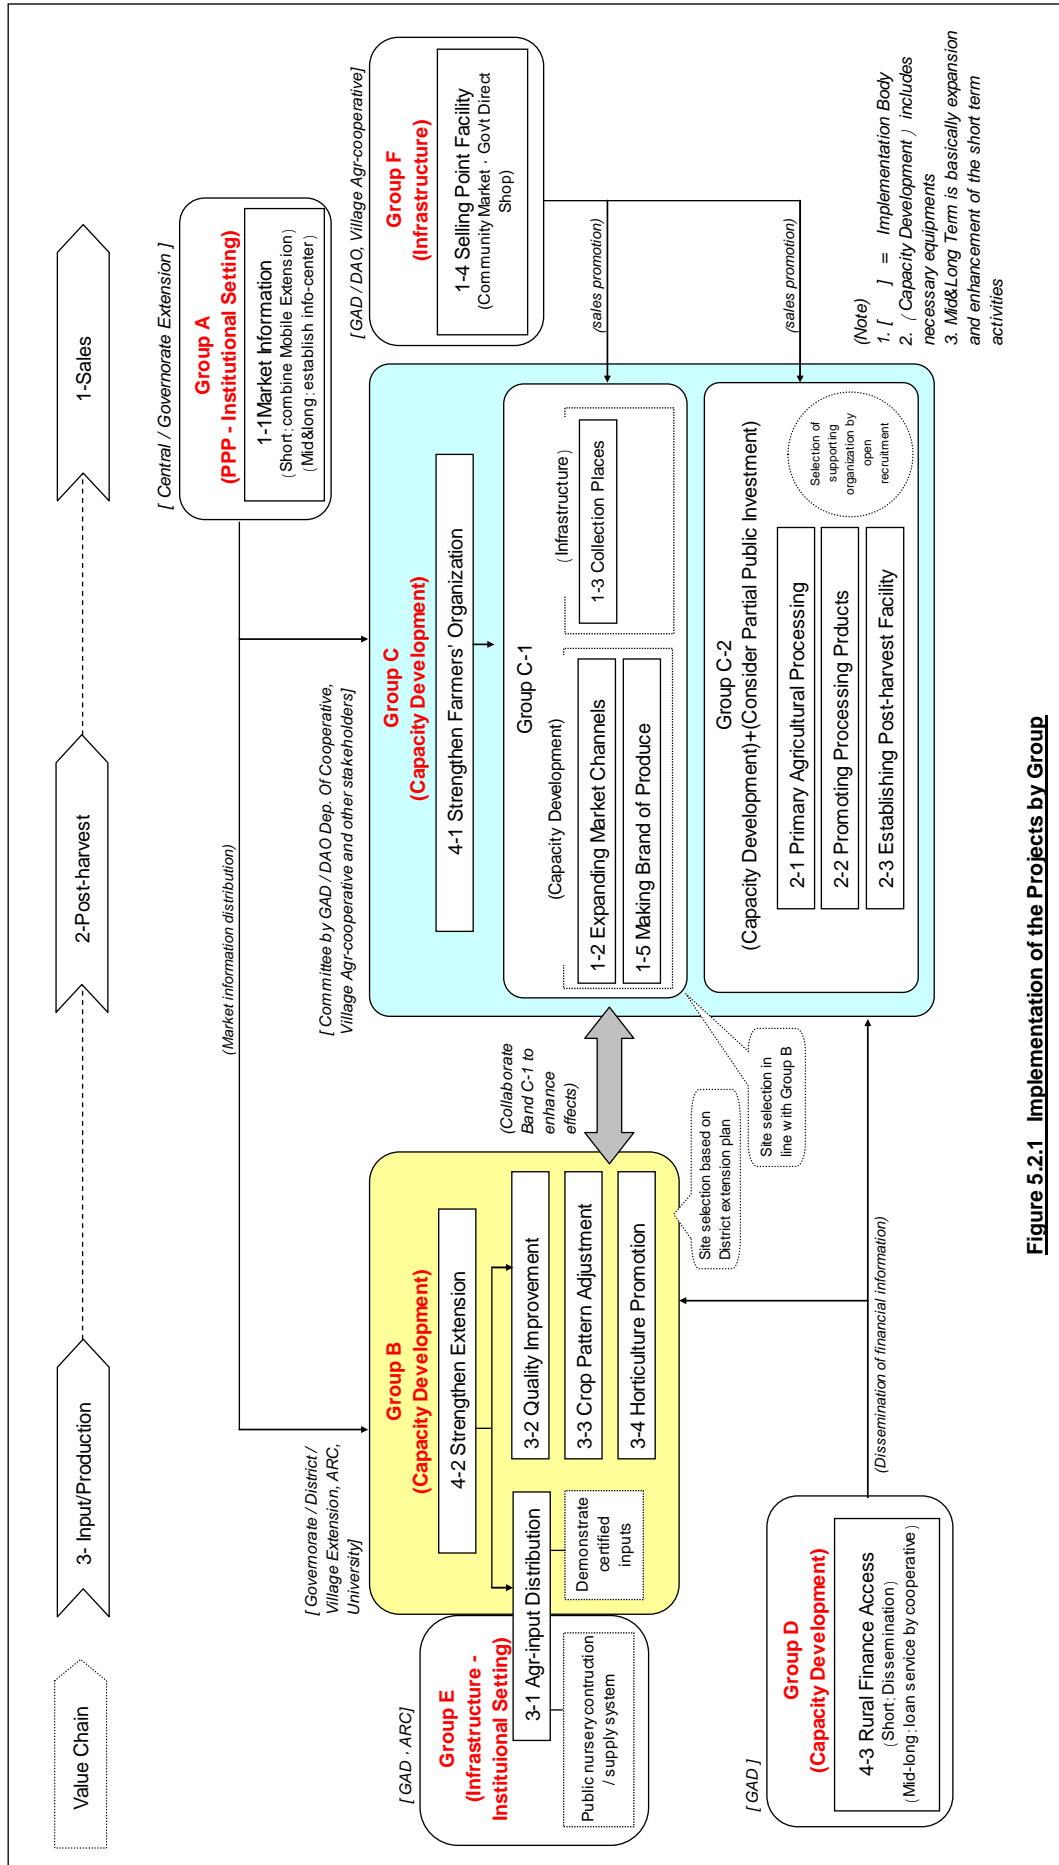 Value Chain
3- Input/Production
2-Post-harvest
1-Sales
[ Central / Governorate Extension ]
Group A
(PPP - Institutional Setting)
1-1Market Information
(Short: combine Mobile Extension)
(Mid&long: establish info-center)
(Market information distribution)
[GAD / DAO, Village Agr-cooperative]
Group F
(Infrastructure)
1-4 Selling Point Facility
(Community Market · Govt Direct
Shop)
(sales promotion)
(sales promotion)
[GAD · ARC]
Group E
(Infrastructure -
Instituional Setting)
3-1 Agr-input Distribution
Public nursery contruction
/ supply system
[Governorate / District /
Village Extension, ARC,
University]
Group B
(Capacity Development)
4-2 Strengthen Extension
3-2 Quality Improvement
3-3 Crop Pattern Adjustment
3-4 Horticulture Promotion
Demonstrate
certified
inputs
(Collaborate
Band C-1 to
enhance
effects)
Site selection based on
District extension plan
Site selection in
line with Group B
[Committee by GAD / DAO Dep. Of Cooperative,
Village Agr-cooperative and other stakeholders]
Group C
(Capacity Development)
4-1 Strengthen Farmers' Organization
Group C-1
(Capacity Development)
1-2 Expanding Market Channels
1-5 Making Brand of Produce
(Infrastructure)
1-3 Collection Places
Group C-2
(Capacity Develop ment)+(Consider Partial Public Investment)
2-1 Primary Agricultural Processing
2-2 Promoting Processing Prducts
2-3 Establishing Post-harvest Facility
Selection of
supporting
organization by
open
recruitment
[GAD ]
Group D
(Capacity Development)
4-3 Rural Finance Access
(Short: Dissemination)
(Mid-long: loan service by cooperative)
(Dissemination of financial information)
(Note)
1. [ ] = Implementation Body
2. (Capacity Development) includes
necessary equipments
3. Mid&Long Term is basically expansion
and enhancement of the short term
activities
Figure 5.2.1 Implementation of the Projects by Group